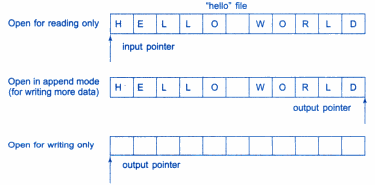 "hello" file
Open for reading only H E L L O W O R L D
input pointer
Open in append mode
(for writing more data) H E L L O W O R L D
output pointer
Open for writing only
output pointer